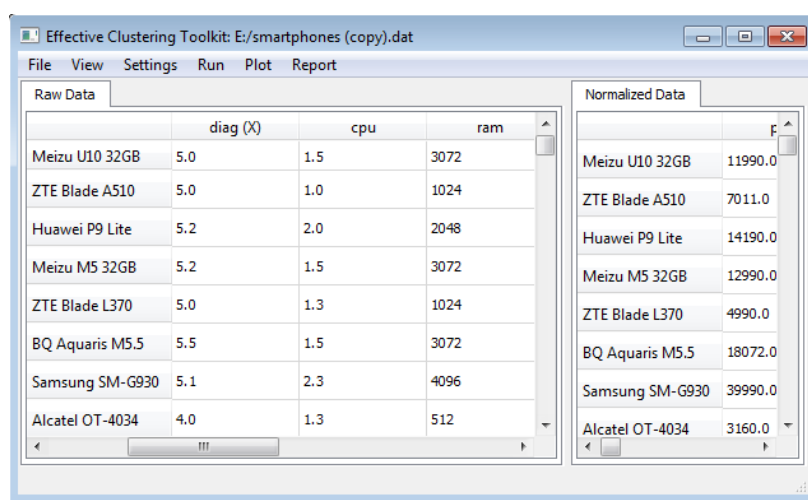 Effective Clustering Toolkit: E:/smartphones (copy).dat
File View Settings Run Plot Report
Raw Data
diag (X) cpu ram
Meizu U10 32GB 5.0 1.5 3072
ZTE Blade A510 5.0 1.0 1024
Huawei P9 Lite 5.2 2.0 2048
Meizu M5 32GB 5.2 1.5 3072
ZTE Blade L370 5.0 1.3 1024
BQ Aquaris M5.5 5.5 1.5 3072
Samsung SM-G930 5.1 2.3 4096
Alcatel OT-4034 4.0 1.3 512
Normalized Data
Meizu U10 32GB 11990.0
ZTE Blade A510 7011.0
Huawei P9 Lite 14190.0
Meizu M5 32GB 12990.0
ZTE Blade L370 4990.0
BQ Aquaris M5.5 18072.0
Samsung SM-G930 39990.0
Alcatel OT-4034 3160.0